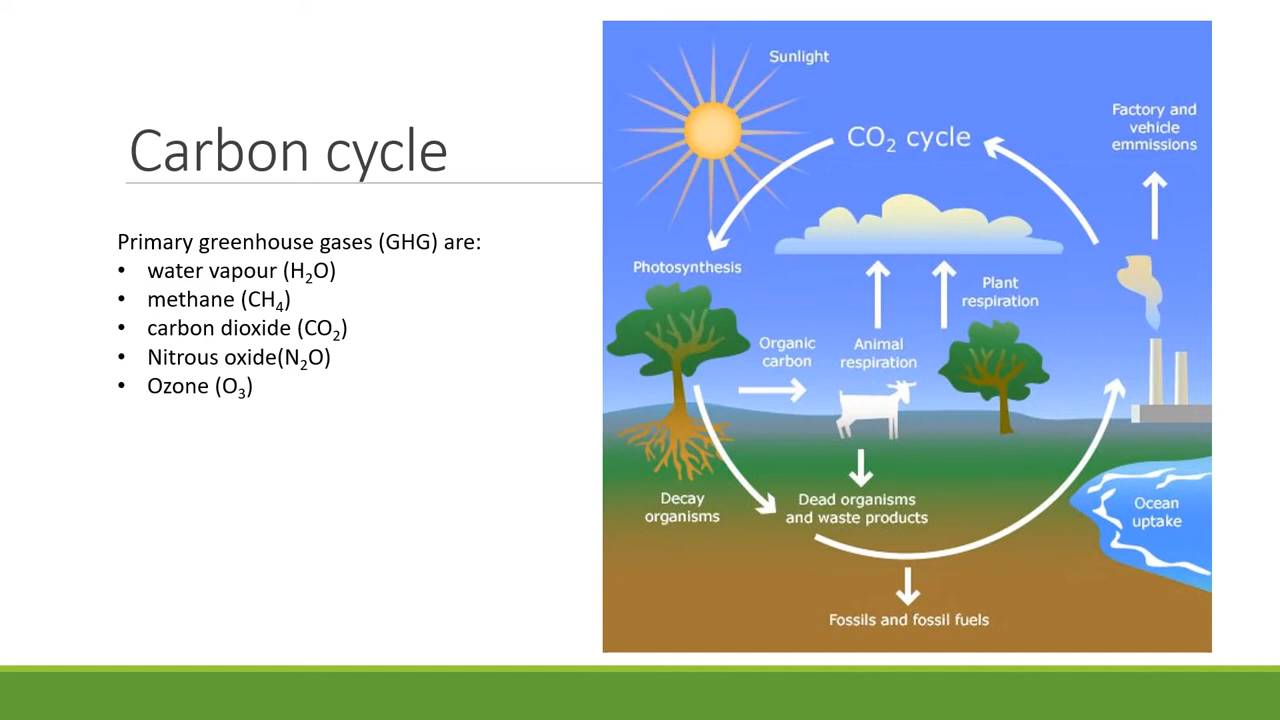 Carbon cycle
Primary greenhouse gases (GHG) are:
• water vapour (H₂O)
• methane (CH₄)
• carbon dioxide (CO₂)
• Nitrous oxide(N₂O)
• Ozone (O₃)
Sunlight
CO₂ cycle
Factory and
vehicle
emmissions
Photosynthesis
Plant
respiration
Organic
carbon
Animal
respiration
Decay
organisms
Dead organisms
and waste products
Ocean
uptake
Fossils and fossil fuels